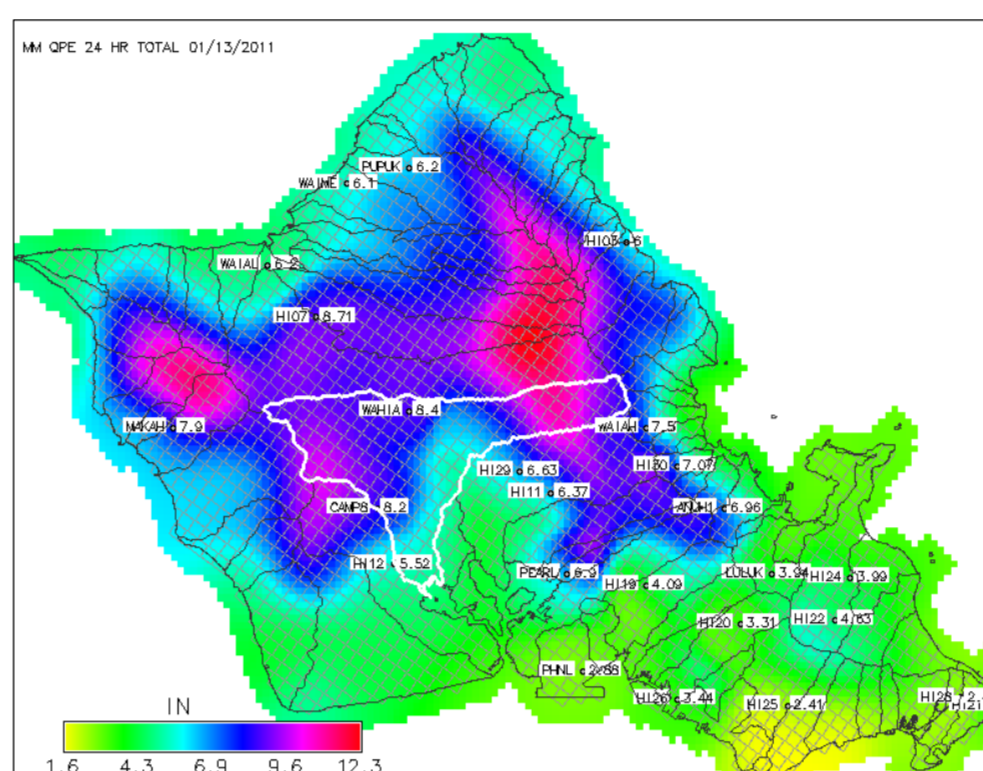 MM QPE 24 HR TOTAL 01/13/2011
PUPUK 6.2
WAIME 6.1
HI03 6
WAIAL 6.2
HI07 8.71
WAHIA 8.4
MAKAH 7.9
WAIAH 7.5
HI30 7.07
HI29 6.63
HI11 6.37
CAMP8 8.2
6.96
HN12 5.52
PEARL 6.9
HI19 4.09
LULUK 3.94
HI24 3.99
HI20 3.31
HI22 4.63
PHNL 2.88
HI26 3.44
HI25 2.41
HI28
IN
1.6 4.3 6.9 9.6 12.3